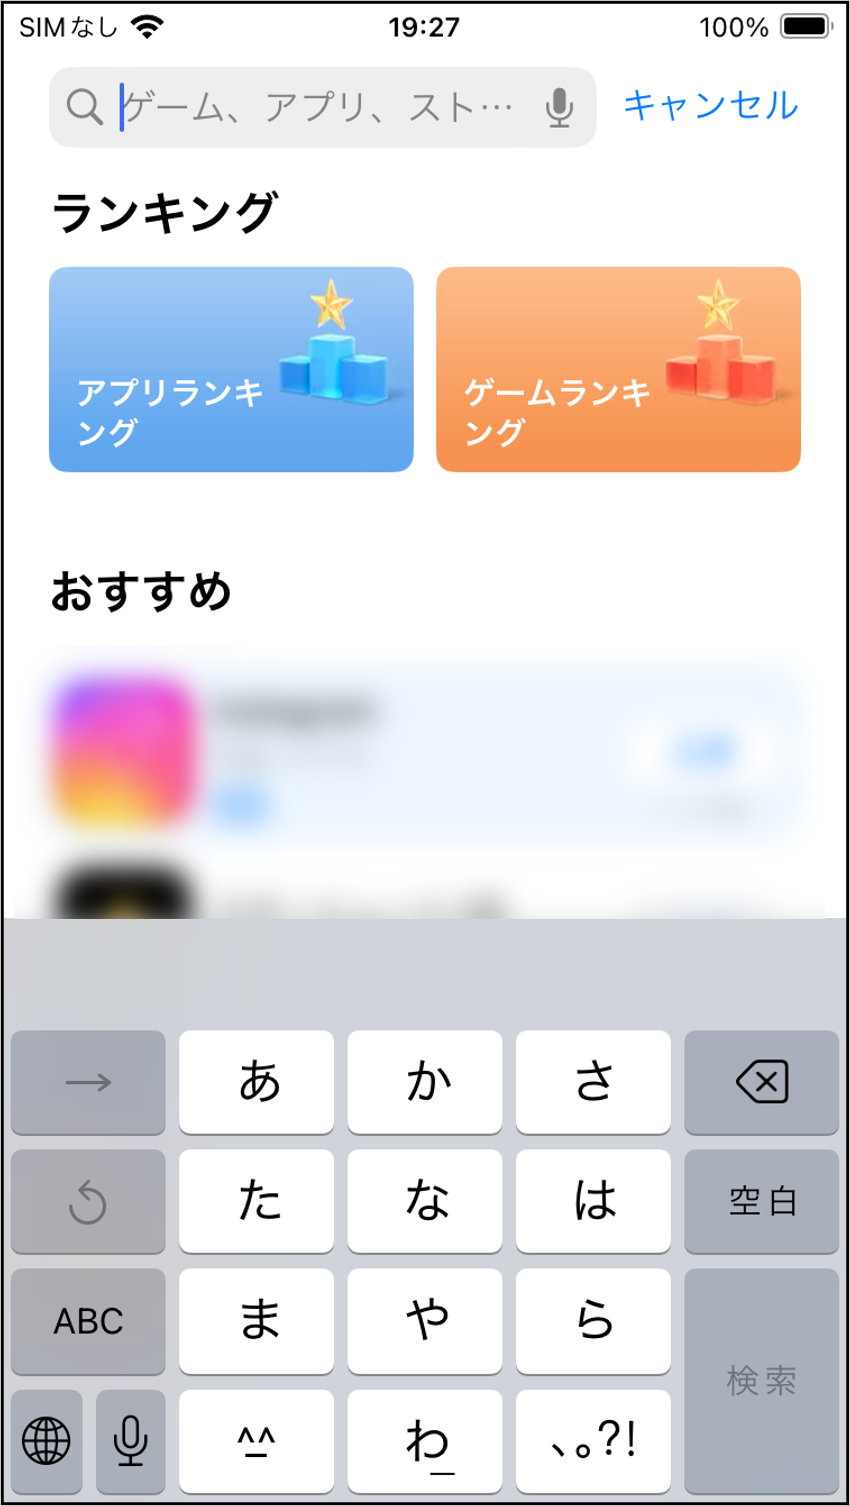 SIMなし 19:27 100%
ゲーム、アプリ、スト… キャンセル
ランキング
アプリランキ
ング
ゲームランキ
ング
おすすめ
→ あ か さ
た な は 空白
ABC ま や ら 検索
^_^ わ_ 、。?!